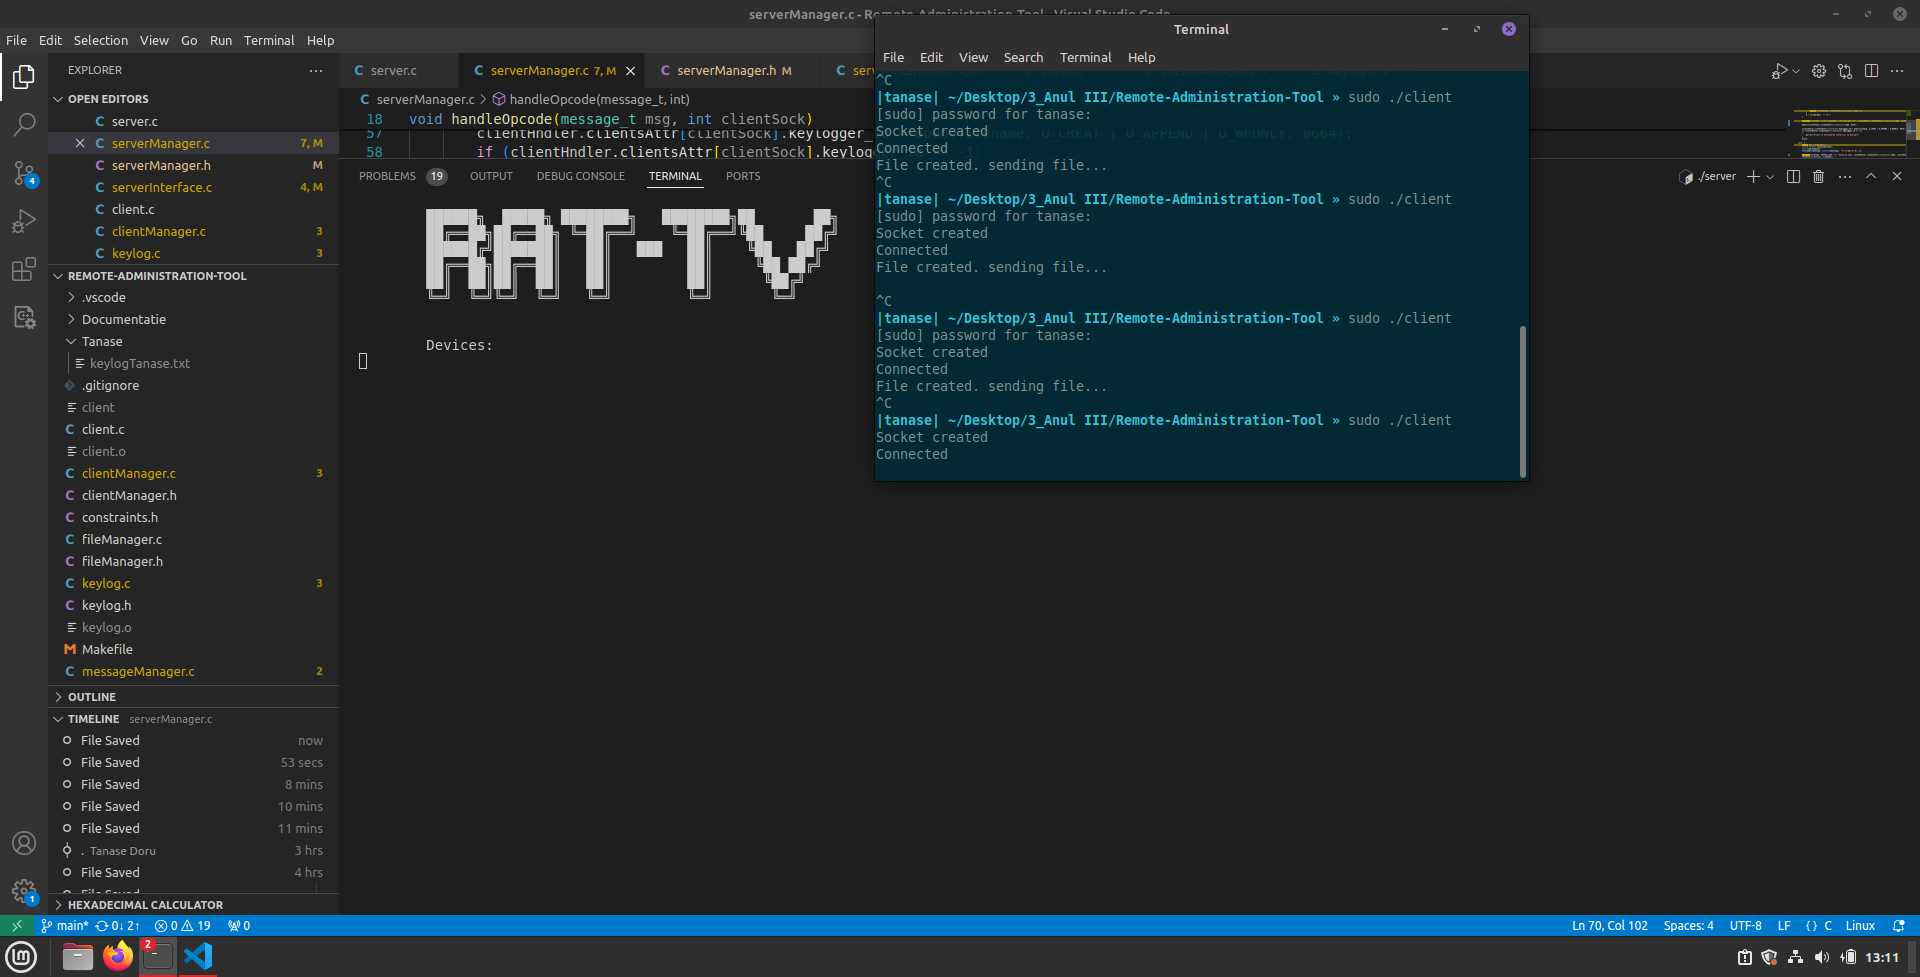 serverManager.c - Remote-Administration-Tool - Visual Studio Code
File Edit Selection View Go Run Terminal Help
EXPLORER
OPEN EDITORS
server.c
serverManager.c 7, M
serverManager.h M
serverInterface.c 4, M
client.c
clientManager.c 3
keylog.c 3
REMOTE-ADMINISTRATION-TOOL
.vscode
Documentatie
Tanase
keylogTanase.txt
.gitignore
client
client.c
client.o
clientManager.c 3
clientManager.h
constraints.h
fileManager.c
fileManager.h
keylog.c 3
keylog.h
keylog.o
Makefile
messageManager.c 2
OUTLINE
TIMELINE serverManager.c
File Saved now
File Saved 53 secs
File Saved 8 mins
File Saved 10 mins
File Saved 11 mins
. Tanase Doru 3 hrs
File Saved 4 hrs
File Saved
HEXADECIMAL CALCULATOR
server.c serverManager.c 7, M serverManager.h M
serverManager.c > handleOpcode(message_t, int)
18 void handleOpcode(message_t msg, int clientSock)
57 clientHndler.clientsAttr[clientSock].keylogger_
58 if (clientHndler.clientsAttr[clientSock].keylog
PROBLEMS 19 OUTPUT DEBUG CONSOLE TERMINAL PORTS
./server
RAT-TV
Devices:
Terminal
File Edit View Search Terminal Help
^C
|tanase| ~/Desktop/3_Anul III/Remote-Administration-Tool » sudo ./client
[sudo] password for tanase:
Socket created
Connected
File created. sending file...
^C
|tanase| ~/Desktop/3_Anul III/Remote-Administration-Tool » sudo ./client
[sudo] password for tanase:
Socket created
Connected
File created. sending file...
^C
|tanase| ~/Desktop/3_Anul III/Remote-Administration-Tool » sudo ./client
[sudo] password for tanase:
Socket created
Connected
File created. sending file...
^C
|tanase| ~/Desktop/3_Anul III/Remote-Administration-Tool » sudo ./client
Socket created
Connected
4
1
main* 0↓ 2↑ 0 19 0
Ln 70, Col 102 Spaces: 4 UTF-8 LF {} C Linux
2
13:11